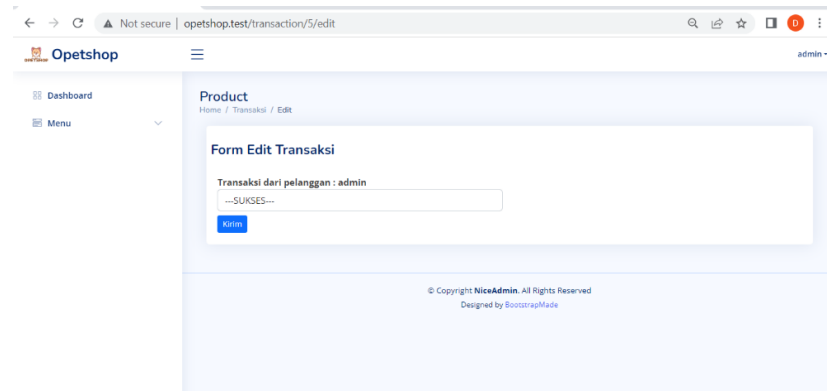 Not secure | opetshop.test/transaction/5/edit
D
Opetshop
admin
Dashboard
Menu
Product
Home / Transaksi / Edit
Form Edit Transaksi
Transaksi dari pelanggan : admin
---SUKSES---
Kirim
© Copyright NiceAdmin. All Rights Reserved
Designed by BootstrapMade